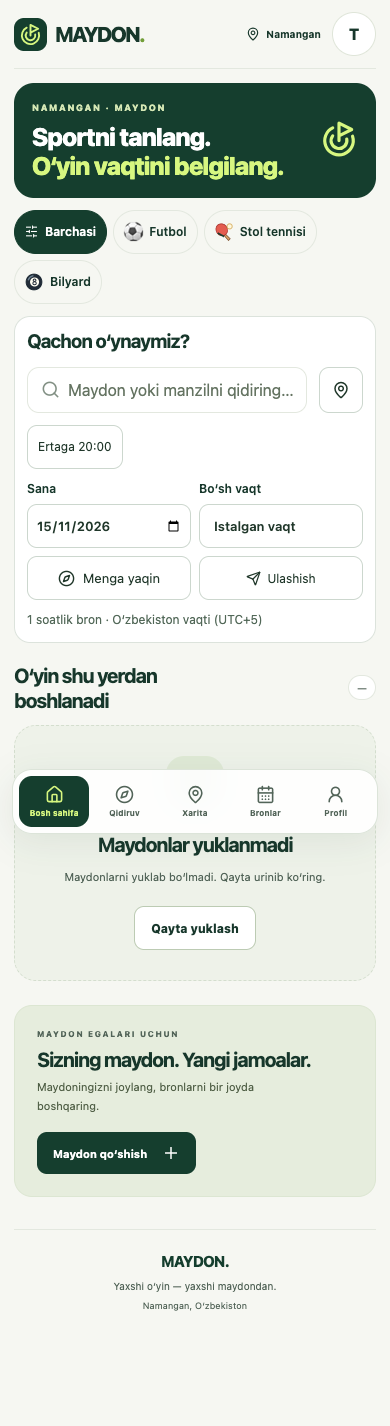 MAYDON.
Namangan
T
NAMANGAN · MAYDON
Sportni tanlang.
O‘yin vaqtini belgilang.
Barchasi
Futbol
Stol tennisi
8
Bilyard
Qachon o‘ynaymiz?
Maydon yoki manzilni qidiring...
Ertaga 20:00
Sana
Bo‘sh vaqt
15/11/2026
Istalgan vaqt
Menga yaqin
Ulashish
1 soatlik bron · O‘zbekiston vaqti (UTC+5)
O‘yin shu yerdan
boshlanadi
–
Bosh sahifa
Qidiruv
Xarita
Bronlar
Profil
Maydonlar yuklanmadi
Maydonlarni yuklab bo‘lmadi. Qayta urinib ko‘ring.
Qayta yuklash
MAYDON EGALARI UCHUN
Sizning maydon. Yangi jamoalar.
Maydoningizni joylang, bronlarni bir joyda
boshqaring.
Maydon qo‘shish
MAYDON.
Yaxshi o‘yin — yaxshi maydondan.
Namangan, O‘zbekiston